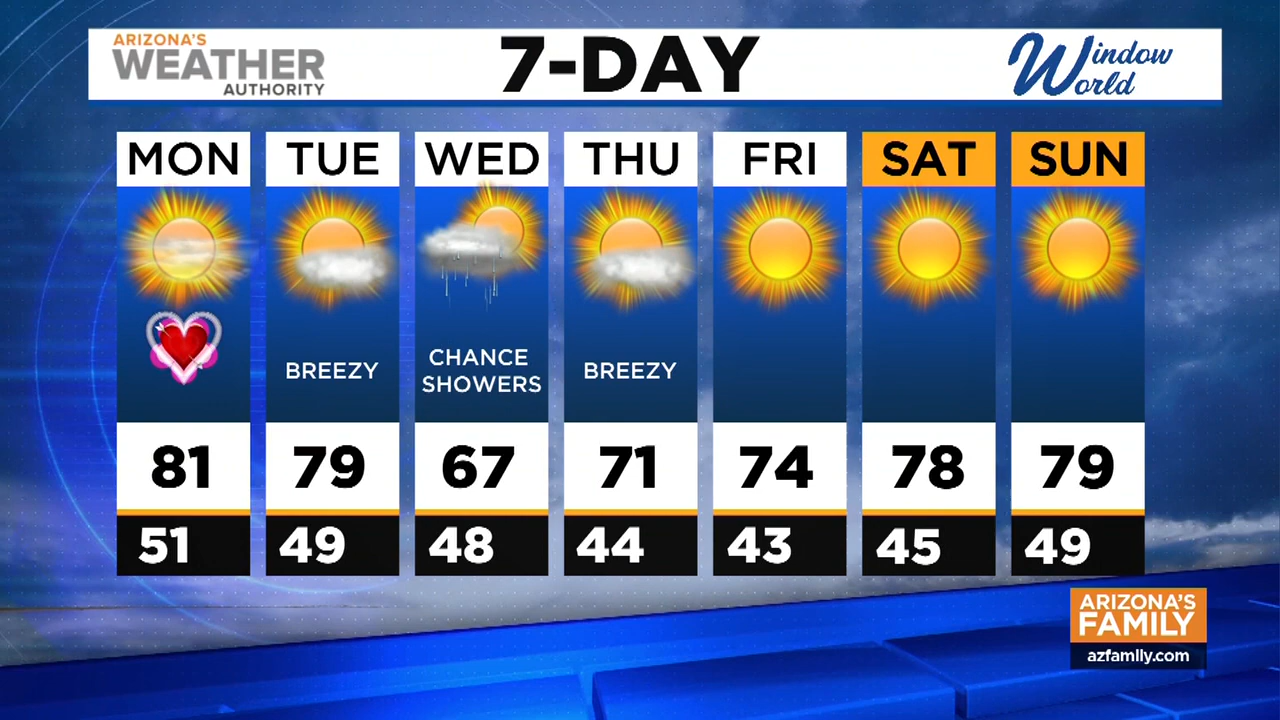 ARIZONA'S
WEATHER
AUTHORITY
7-DAY
Window
World
MON TUE WED THU FRI SAT SUN
BREEZY
CHANCE
SHOWERS
BREEZY
81 79 67 71 74 78 79
51 49 48 44 43 45 49
ARIZONA'S
FAMILY
azfamily.com